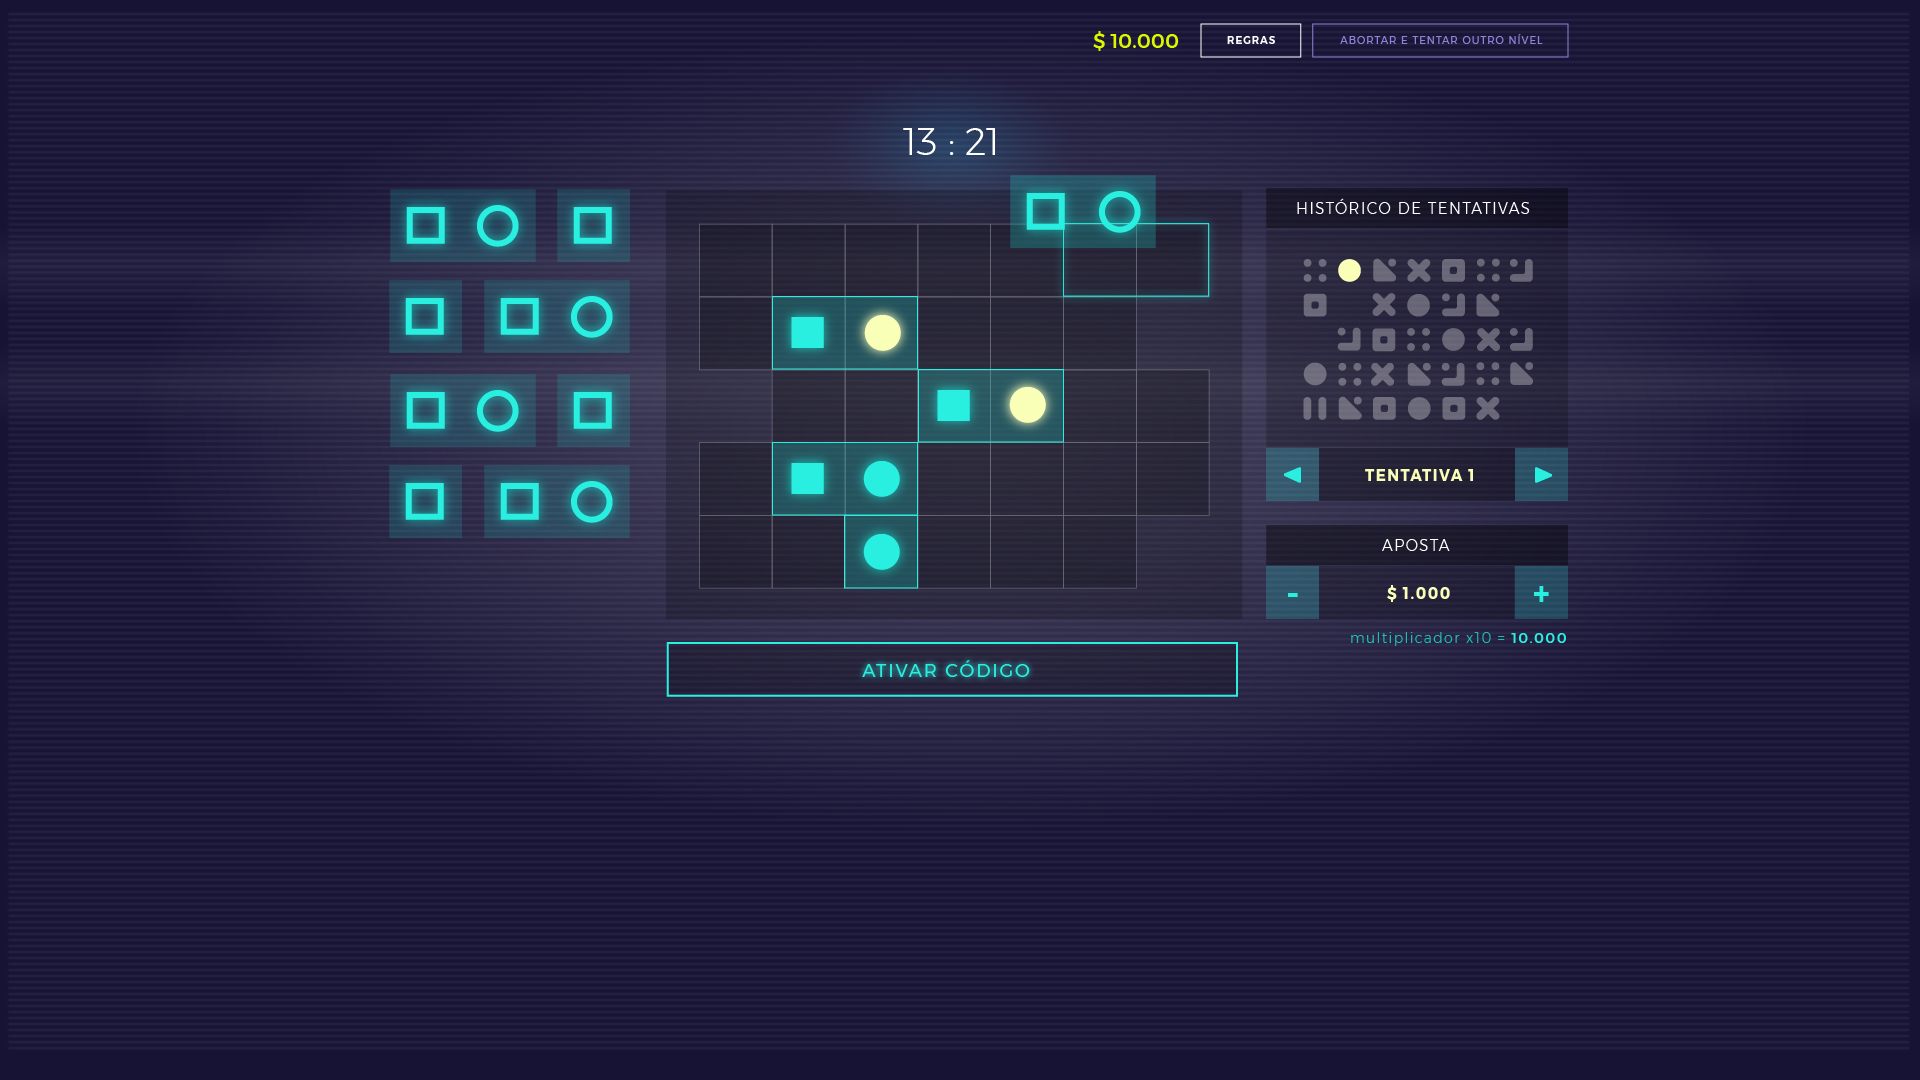 $ 10.000
REGRAS
ABORTAR E TENTAR OUTRO NÍVEL
13 : 21
HISTÓRICO DE TENTATIVAS
TENTATIVA 1
APOSTA
- $ 1.000 +
multiplicador x10 = 10.000
ATIVAR CÓDIGO